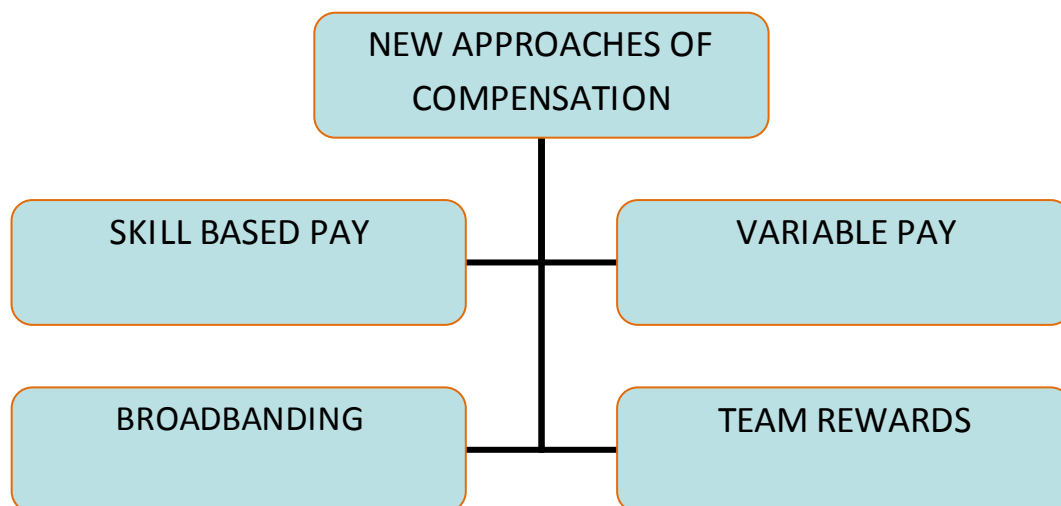 NEW APPROACHES OF
COMPENSATION
SKILL BASED PAY
VARIABLE PAY
BROADBANDING
TEAM REWARDS